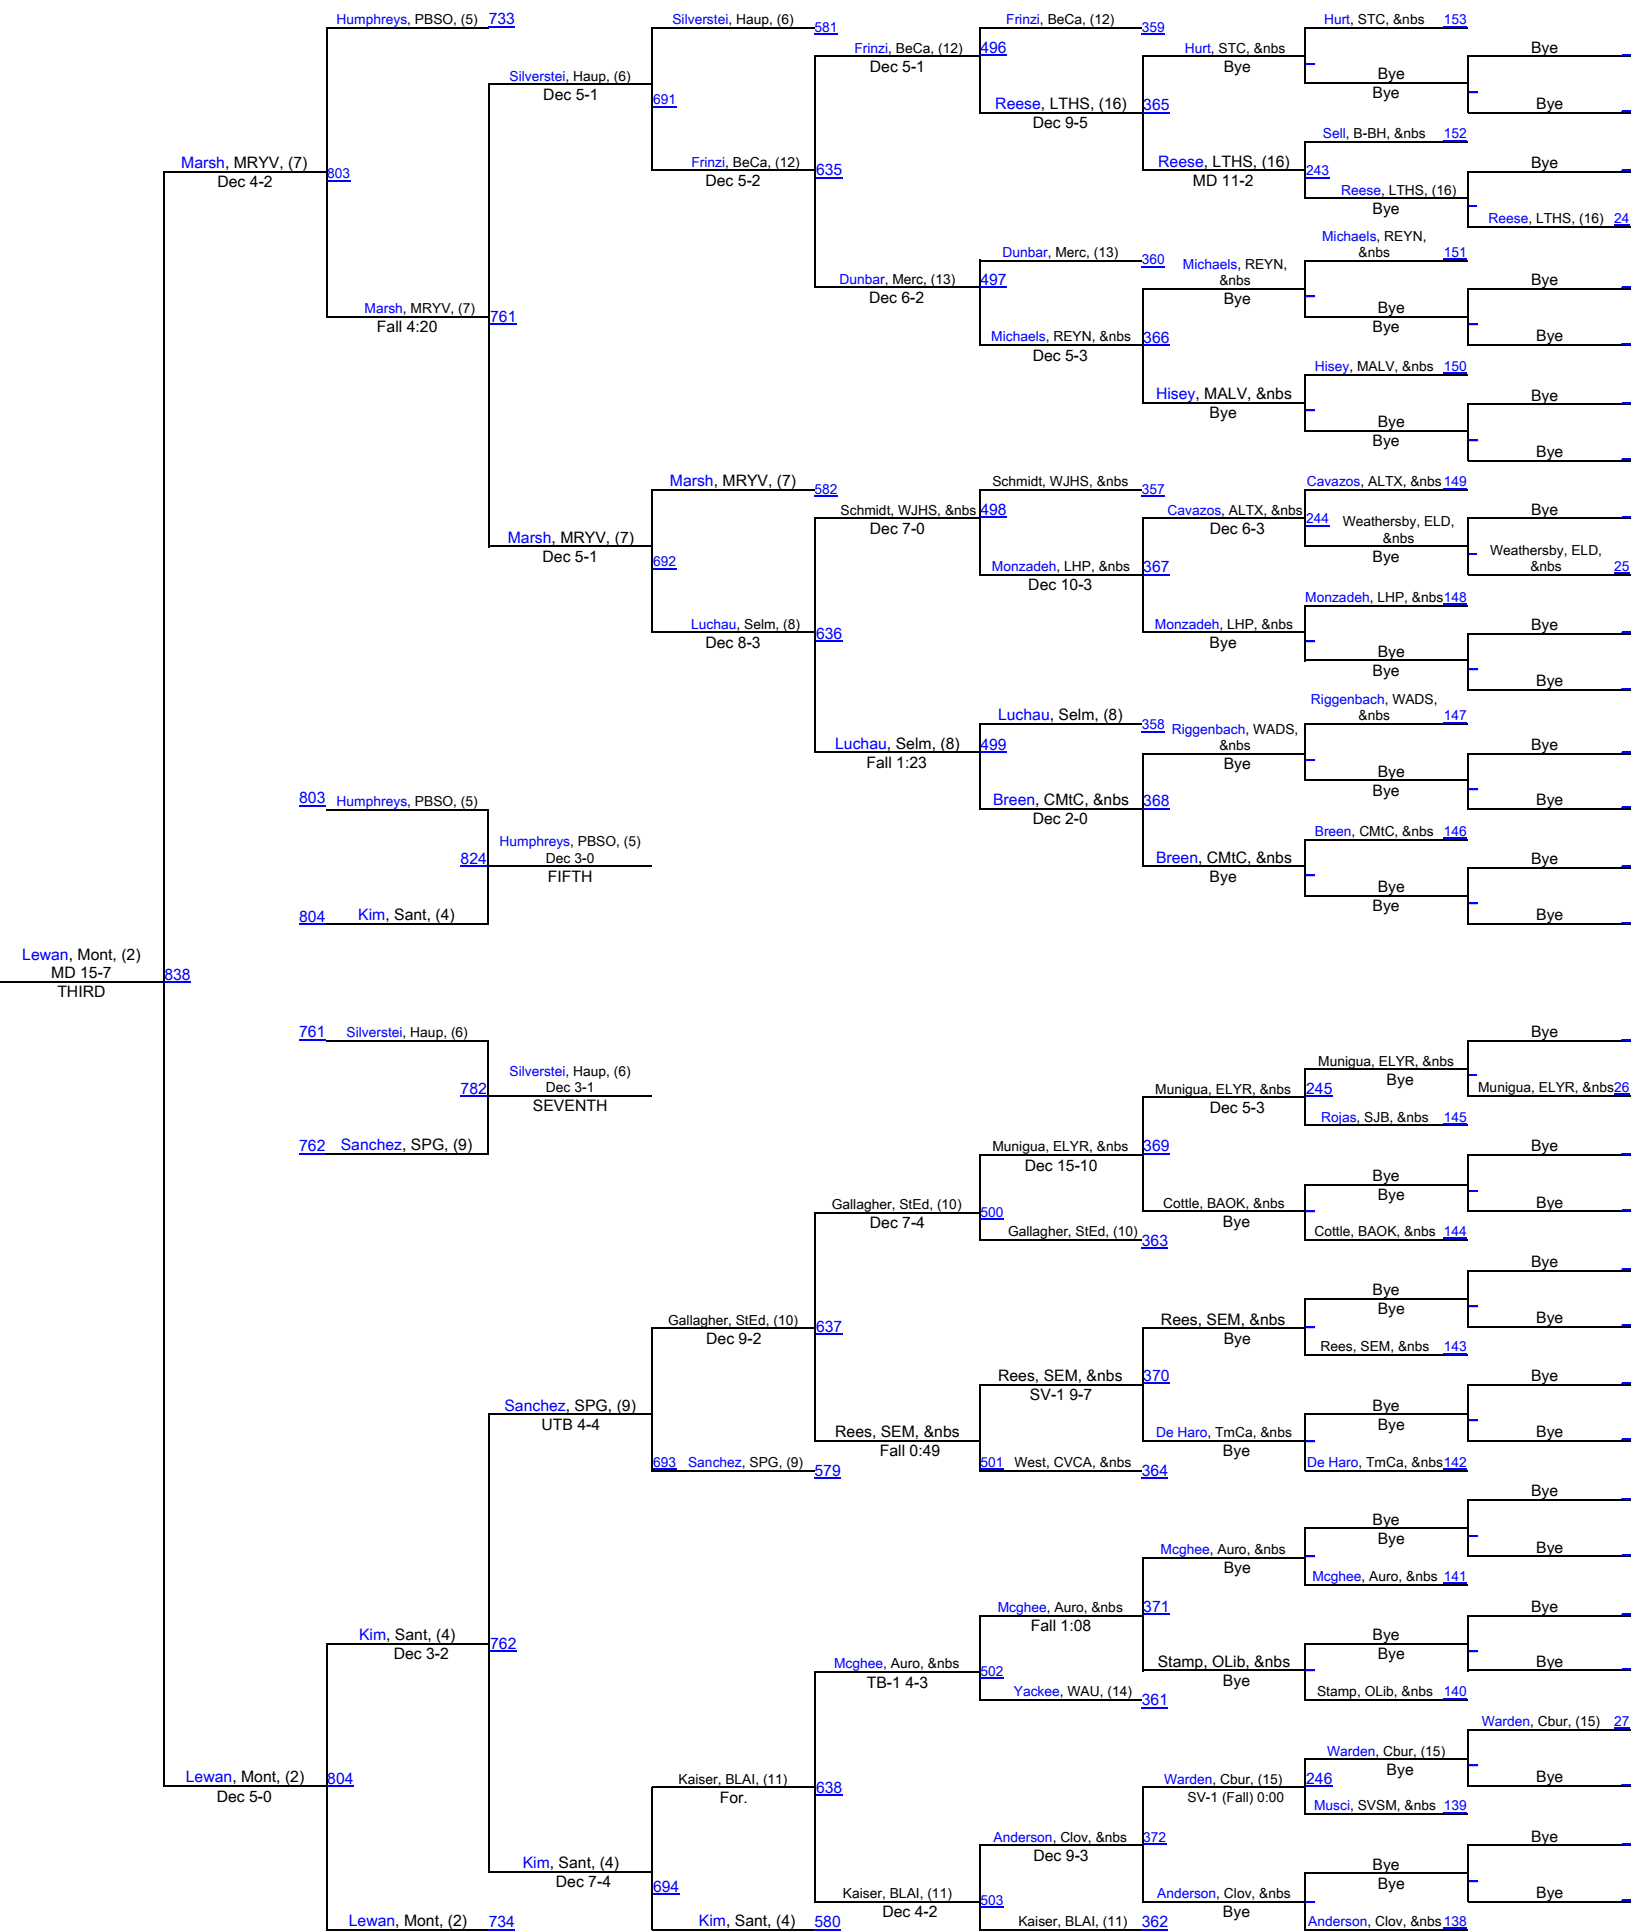 Humphreys, PBSO, (5) 733
Silverstei, Haup, (6) 581
Frinzi, BeCa, (12) 359
Hurt, STC, &nbs 153
Bye
Frinzi, BeCa, (12) 496
Dec 5-1
Hurt, STC, &nbs
Bye
Bye
Bye
Silverstei, Haup, (6)
Dec 5-1
691
Reese, LTHS, (16) 365
Dec 9-5
Bye
Sell, B-BH, &nbs 152
Marsh, MRYV, (7)
Dec 4-2
803
Frinzi, BeCa, (12)
Dec 5-2
635
Reese, LTHS, (16)
MD 11-2
243
Bye
Reese, LTHS, (16)
Bye
Reese, LTHS, (16) 24
Michaels, REYN,
&nbs 151
Dunbar, Merc, (13) 360
Michaels, REYN,
&nbs
Bye
Bye
Dunbar, Merc, (13) 497
Dec 6-2
Marsh, MRYV, (7)
Fall 4:20
761
Bye
Bye
Michaels, REYN, &nbs 366
Dec 5-3
Bye
Hisey, MALV, &nbs 150
Hisey, MALV, &nbs
Bye
Bye
Bye
Bye
Bye
Marsh, MRYV, (7) 582
Schmidt, WJHS, &nbs 357
Cavazos, ALTX, &nbs 149
Schmidt, WJHS, &nbs 498
Dec 7-0
Cavazos, ALTX, &nbs 244
Dec 6-3
Weathersby, ELD,
&nbs
Bye
Bye
Marsh, MRYV, (7)
Dec 5-1
692
Monzadeh, LHP, &nbs 367
Dec 10-3
Weathersby, ELD,
&nbs 25
Monzadeh, LHP, &nbs 148
Luchau, Selm, (8)
Dec 8-3
636
Monzadeh, LHP, &nbs
Bye
Bye
Bye
Bye
Bye
Riggenbach, WADS,
&nbs 147
Luchau, Selm, (8) 358
Riggenbach, WADS,
&nbs
Bye
Luchau, Selm, (8) 499
Fall 1:23
Bye
Bye
Bye
803 Humphreys, PBSO, (5)
Breen, CMtC, &nbs 368
Dec 2-0
Bye
Humphreys, PBSO, (5)
824 Dec 3-0
FIFTH
Breen, CMtC, &nbs 146
Breen, CMtC, &nbs
Bye
Bye
Bye
Bye
804 Kim, Sant, (4)
Bye
Lewan, Mont, (2)
MD 15-7 838
THIRD
761 Silverstei, Haup, (6)
Bye
Munigua, ELYR, &nbs
Bye
Silverstei, Haup, (6)
782 Dec 3-1
SEVENTH
Munigua, ELYR, &nbs 245
Dec 5-3
Munigua, ELYR, &nbs 26
Rojas, SJB, &nbs 145
762 Sanchez, SPG, (9)
Munigua, ELYR, &nbs 369
Dec 15-10
Bye
Gallagher, StEd, (10)
Dec 7-4
500
Cottle, BAOK, &nbs
Bye
Bye
Bye
Bye
Gallagher, StEd, (10) 363
Cottle, BAOK, &nbs 144
Bye
Bye
Bye
Gallagher, StEd, (10) 637
Dec 9-2
Rees, SEM, &nbs
Bye
Bye
Rees, SEM, &nbs 143
Rees, SEM, &nbs 370
SV-1 9-7
Bye
Sanchez, SPG, (9)
UTB 4-4
Bye
Bye
Rees, SEM, &nbs
Fall 0:49
De Haro, TmCa, &nbs
Bye
Bye
693 Sanchez, SPG, (9) 579
501 West, CVCA, &nbs 364
De Haro, TmCa, &nbs 142
Bye
Bye
Bye
Mcghee, Auro, &nbs
Bye
Bye
Mcghee, Auro, &nbs 141
Mcghee, Auro, &nbs 371
Fall 1:08
Bye
Kim, Sant, (4)
Dec 3-2
762
Bye
Bye
Mcghee, Auro, &nbs
TB-1 4-3
502
Stamp, OLib, &nbs
Bye
Bye
Yackee, WAU, (14) 361
Stamp, OLib, &nbs 140
Warden, Cbur, (15) 27
Warden, Cbur, (15)
Bye
Lewan, Mont, (2)
Dec 5-0
804
Kaiser, BLAI, (11)
For.
638
Warden, Cbur, (15)
SV-1 (Fall) 0:00
246
Bye
Musci, SVSM, &nbs 139
Anderson, Clov, &nbs 372
Dec 9-3
Bye
Kim, Sant, (4)
Dec 7-4
694
Bye
Bye
Kaiser, BLAI, (11)
Dec 4-2
503
Anderson, Clov, &nbs
Bye
Bye
Lewan, Mont, (2) 734
Kim, Sant, (4) 580
Kaiser, BLAI, (11) 362
Anderson, Clov, &nbs 138